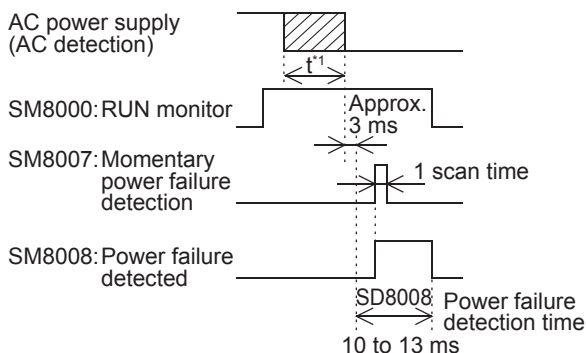 AC power supply
(AC detection)
t*1
SM8000: RUN monitor
Approx.
3 ms
SM8007: Momentary
power failure
detection
1 scan time
SM8008: Power failure
detected
SD8008
Power failure
detection time
10 to 13 ms